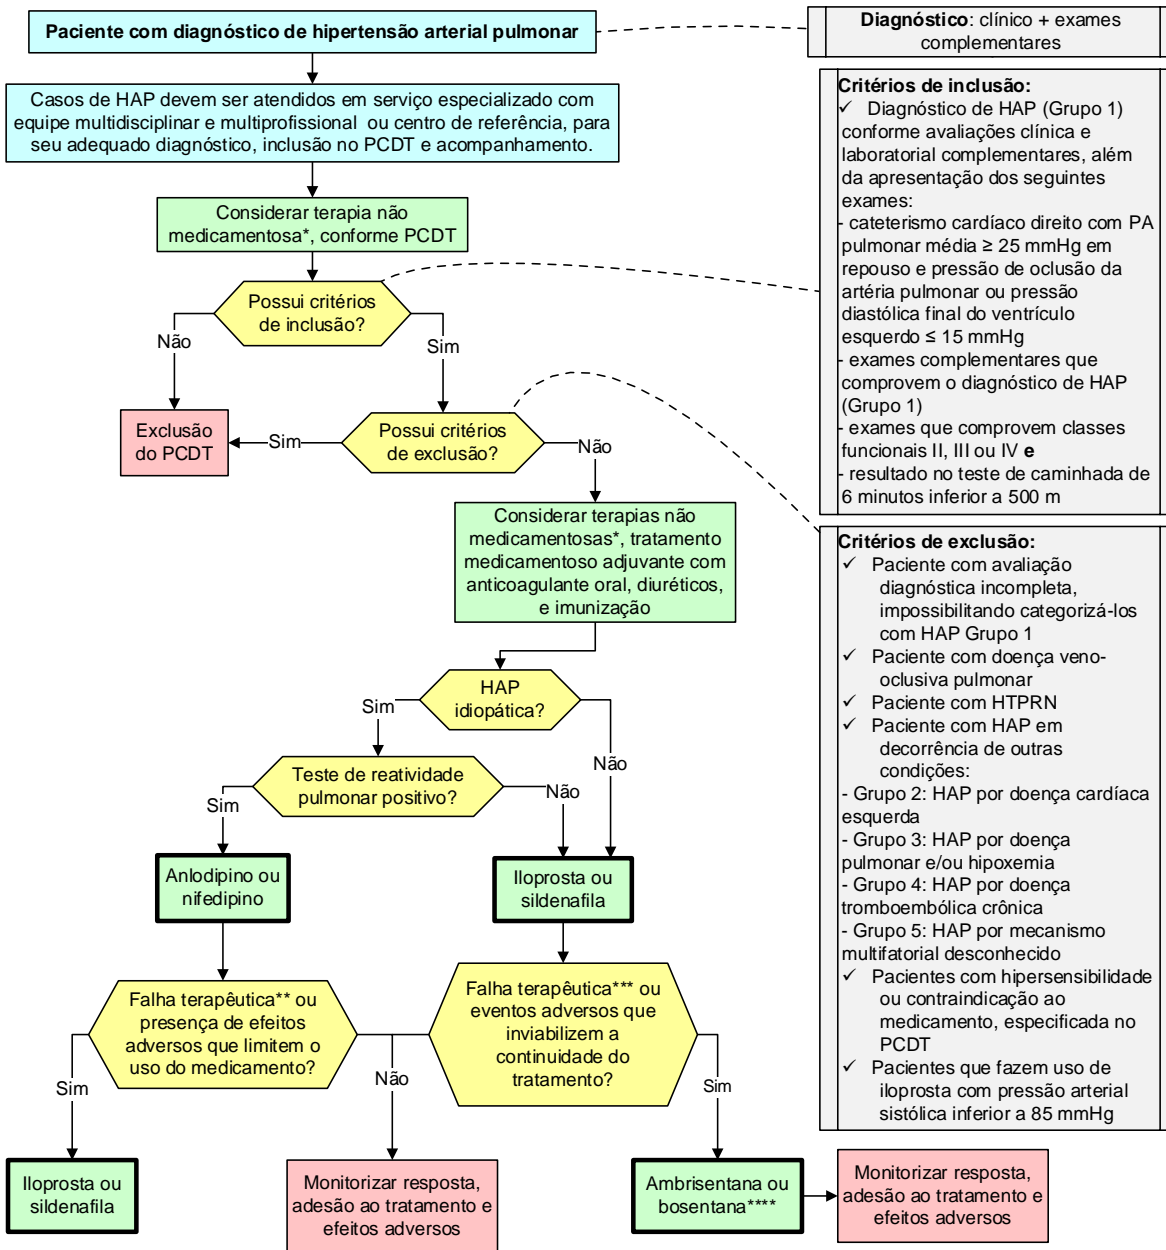 Paciente com diagnóstico de hipertensão arterial pulmonar
Diagnóstico: clínico + exames
complementares
Casos de HAP devem ser atendidos em serviço especializado com
equipe multidisciplinar e multiprofissional ou centro de referência, para
seu adequado diagnóstico, inclusão no PCDT e acompanhamento.
Critérios de inclusão:
✓ Diagnóstico de HAP (Grupo 1)
conforme avaliações clínica e
laboratorial complementares, além
da apresentação dos seguintes
exames:
- cateterismo cardíaco direito com PA
pulmonar média ≥ 25 mmHg em
repouso e pressão de oclusão da
artéria pulmonar ou pressão
diastólica final do ventrículo
esquerdo ≤ 15 mmHg
- exames complementares que
comprovem o diagnóstico de HAP
(Grupo 1)
- exames que comprovem classes
funcionais II, III ou IV e
- resultado no teste de caminhada de
6 minutos inferior a 500 m
Considerar terapia não
medicamentosa*, conforme PCDT
Possui critérios
de inclusão?
Não
Sim
Exclusão
do PCDT
Sim
Possui critérios
de exclusão?
Não
Considerar terapias não
medicamentosas*, tratamento
medicamentoso adjuvante com
anticoagulante oral, diuréticos,
e imunização
Critérios de exclusão:
✓ Paciente com avaliação
diagnóstica incompleta,
impossibilitando categorizá-los
com HAP Grupo 1
✓ Paciente com doença veno-
oclusiva pulmonar
✓ Paciente com HTPRN
✓ Paciente com HAP em
decorrência de outras
condições:
- Grupo 2: HAP por doença cardíaca
esquerda
- Grupo 3: HAP por doença
pulmonar e/ou hipoxemia
- Grupo 4: HAP por doença
tromboembólica crônica
- Grupo 5: HAP por mecanismo
multifatorial desconhecido
✓ Pacientes com hipersensibilidade
ou contraindicação ao
medicamento, especificada no
PCDT
✓ Pacientes que fazem uso de
iloprosta com pressão arterial
sistólica inferior a 85 mmHg
HAP
idiopática?
Sim
Não
Teste de reatividade
pulmonar positivo?
Sim
Não
Anlodipino ou
nifedipino
Iloprosta ou
sildenafila
Falha terapêutica** ou
presença de efeitos
adversos que limitem o
uso do medicamento?
Falha terapêutica*** ou
eventos adversos que
inviabilizem a
continuidade do
tratamento?
Sim
Não
Sim
Iloprosta ou
sildenafila
Monitorizar resposta,
adesão ao tratamento e
efeitos adversos
Ambrisentana ou
bosentana****
Monitorizar resposta,
adesão ao tratamento e
efeitos adversos